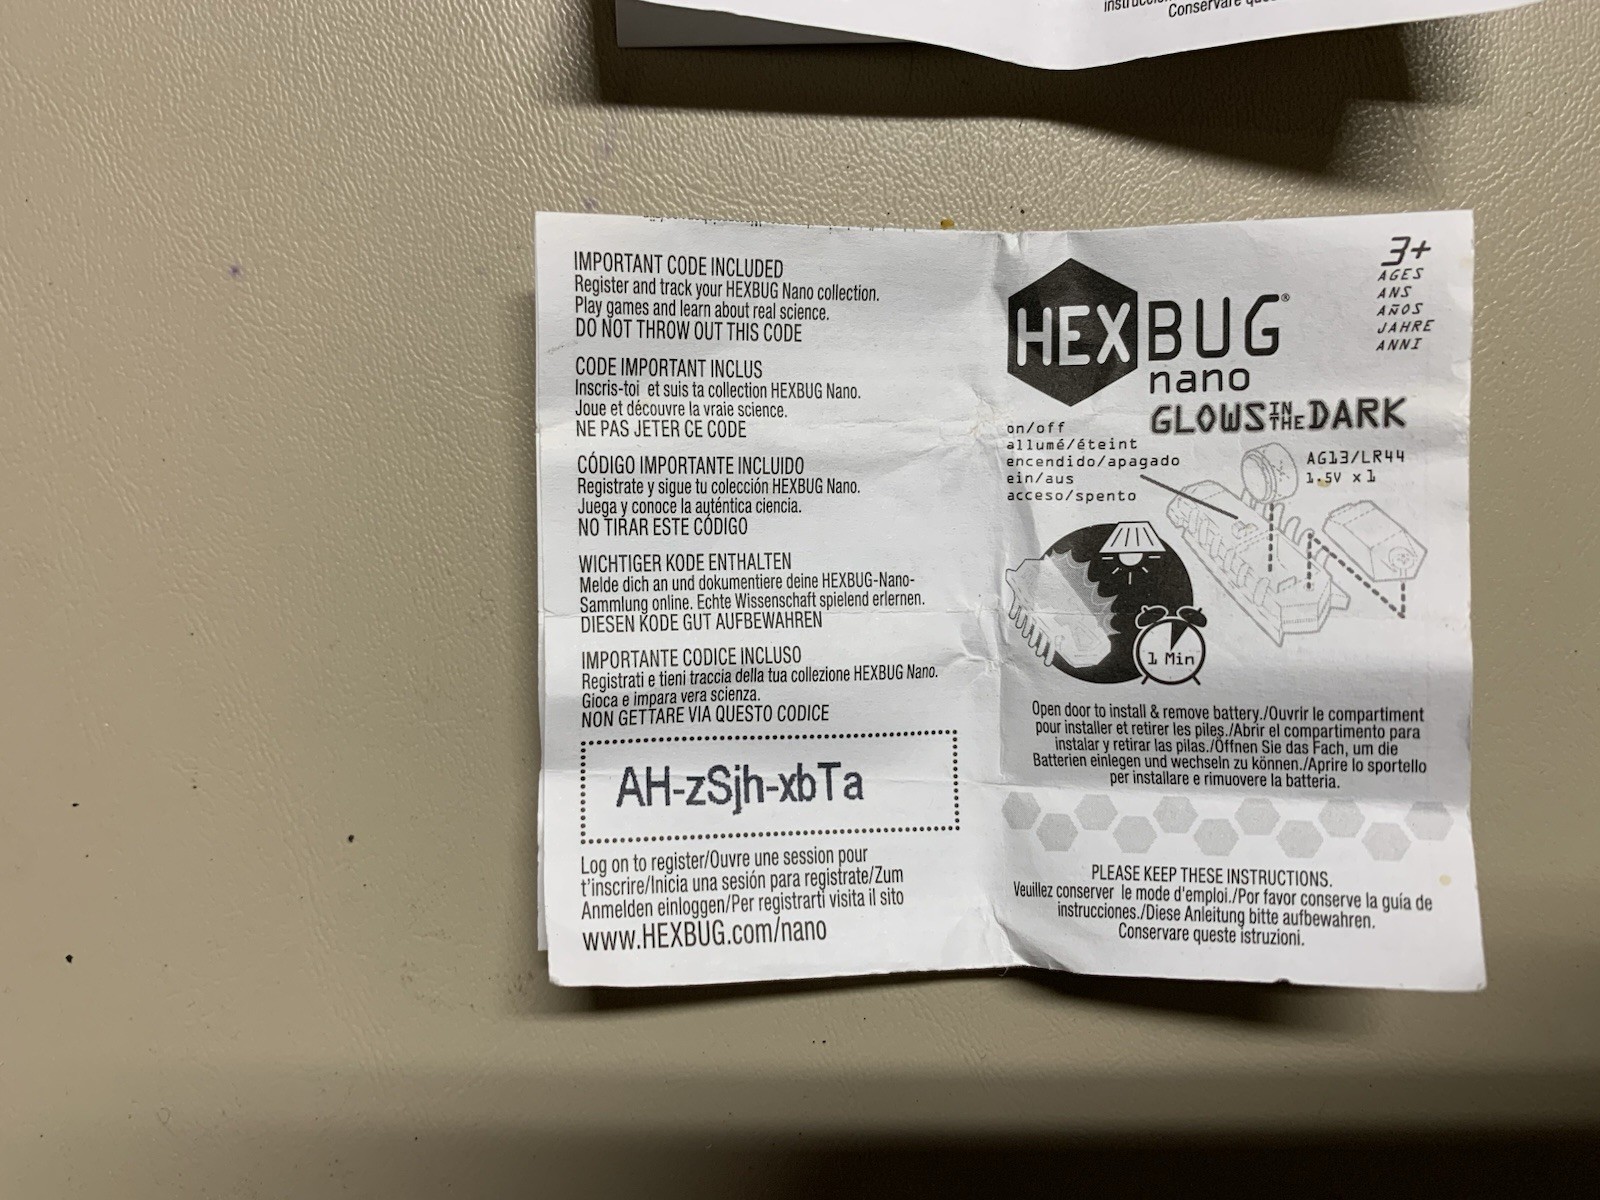 Conservare
IMPORTANT CODE INCLUDED
Register and track your HEXBUG Nano collection.
Play games and learn about real science.
DO NOT THROW OUT THIS CODE
CODE IMPORTANT INCLUS
Inscris-toi et suis ta collection HEXBUG Nano.
Joue et découvre la vraie science.
NE PAS JETER CE CODE
CÓDIGO IMPORTANTE INCLUIDO
Registrate y sigue tu colección HEXBUG Nano.
Juega y conoce la auténtica ciencia.
NO TIRAR ESTE CÓDIGO
WICHTIGER KODE ENTHALTEN
Melde dich an und dokumentiere deine HEXBUG-Nano-
Sammlung online. Echte Wissenschaft spielend erlernen.
DIESEN KODE GUT AUFBEWAHREN
IMPORTANTE CODICE INCLUSO
Registrati e tieni traccia della tua collezione HEXBUG Nano.
Gioca e impara vera scienza.
NON GETTARE VIA QUESTO CODICE
AH-zSjh-xbTa
Log on to register/Ouvre une session pour
t'inscrire/Inicia una sesión para registrate/Zum
Anmelden einloggen/Per registrarti visita il sito
www.HEXBUG.com/nano
3+
AGES
ANS
AÑOS
JAHRE
ANNI
HEXBUG®
nano
GLOWS IN THE DARK
on/off
allumé/éteint
encendido/apagado
ein/aus
acceso/spento
AG13/LR44
1.5V x1
1 Min
Open door to install & remove battery./Ouvrir le compartiment
pour installer et retirer les piles./Abrir el compartimento para
instalar y retirar las pilas./Öffnen Sie das Fach, um die
Batterien einlegen und wechseln zu können./Aprire lo sportello
per installare e rimuovere la batteria.
PLEASE KEEP THESE INSTRUCTIONS.
Veuillez conserver le mode d'emploi./Por favor conserve la guía de
instrucciones./Diese Anleitung bitte aufbewahren.
Conservare queste istruzioni.